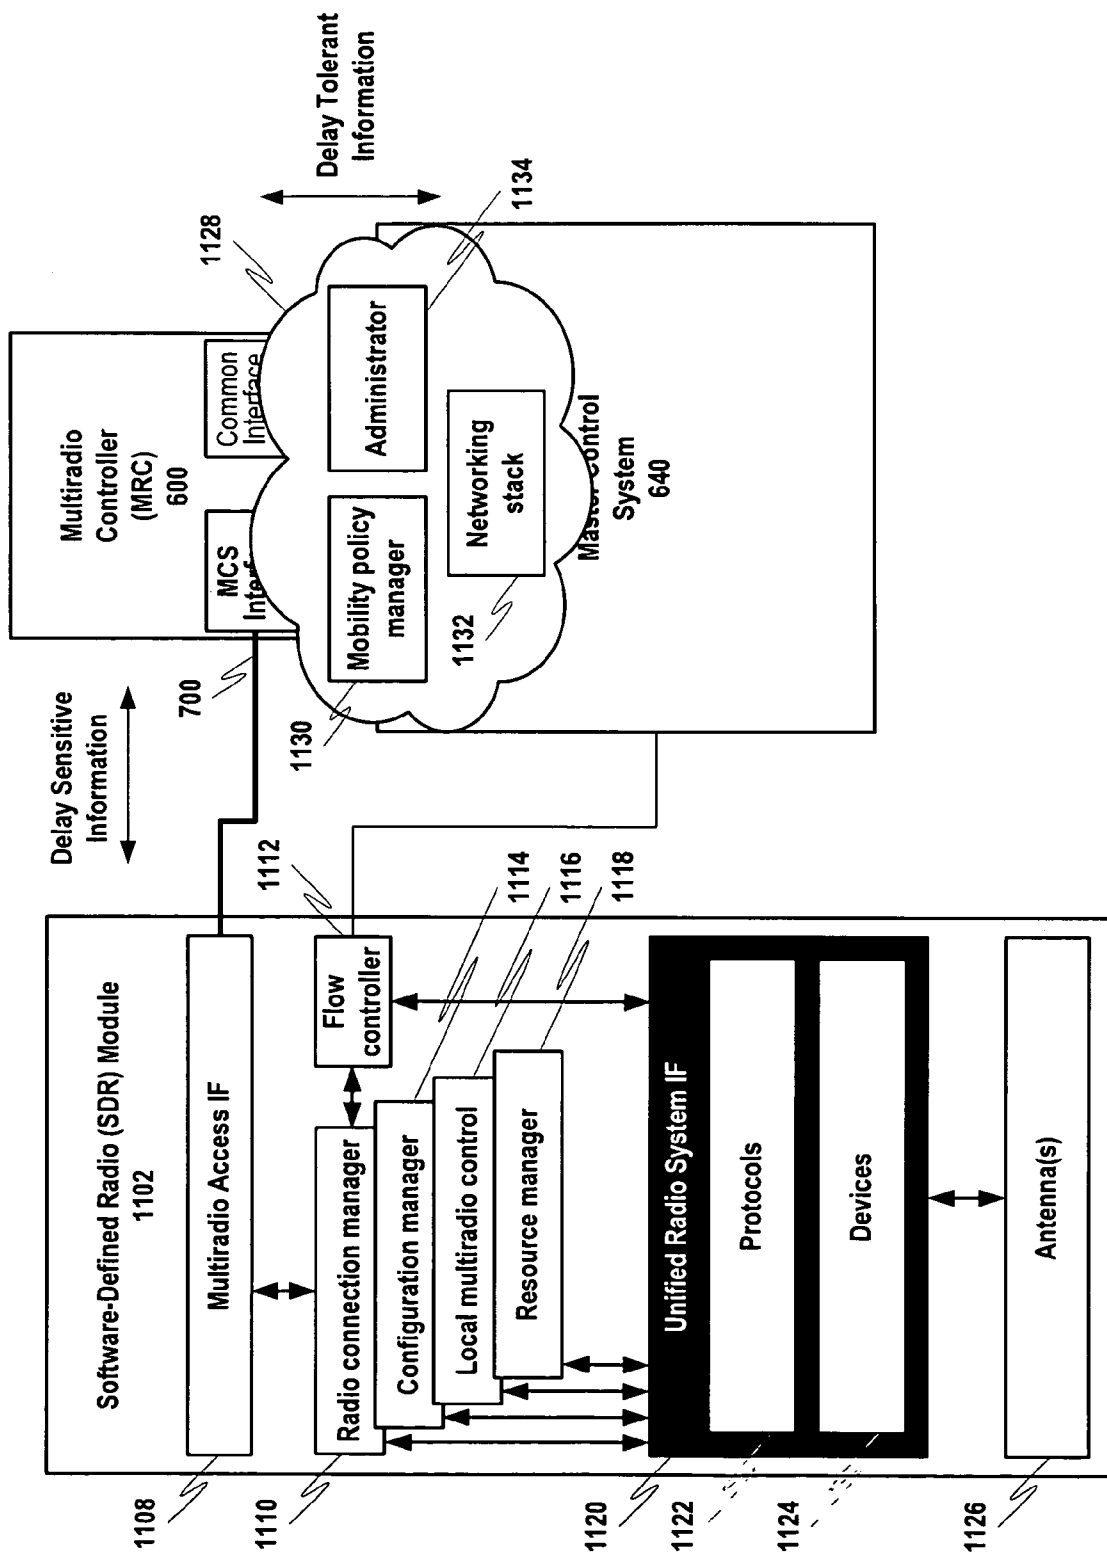 Software-Defined Radio (SDR) Module
1102
Multiradio Access IF
1108
Radio connection manager
1110
Flow
controller
1112
Configuration manager
1114
Local multiradio control
1116
Resource manager
1118
Unified Radio System IF
1120
Protocols
1122
Devices
1124
Antenna(s)
1126
Delay Sensitive
Information
700
Multiradio
Controller
(MRC)
600
MCS
Interf
Common
Interface
1128
Delay Tolerant
Information
Mobility policy
manager
1130
Administrator
1134
Networking
stack
1132
Master Control
System
640